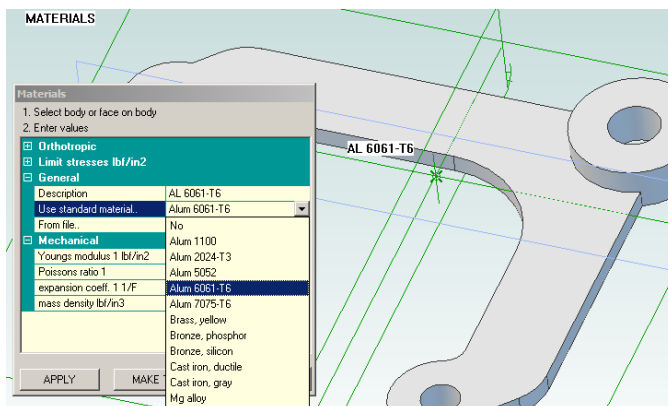 MATERIALS
Materials
1. Select body or face on body
2. Enter values
Orthotropic
Limit stresses lbf/in2
General
Description AL 6061-T6
Use standard material.. Alum 6061-T6
From file..
No
Alum 1100
Alum 2024-T3
Alum 5052
Alum 6061-T6
Alum 7075-T6
Brass, yellow
Bronze, phosphor
Bronze, silicon
Cast iron, ductile
Cast iron, gray
Mg alloy
Mechanical
Youngs modulus 1 lbf/in2
Poissons ratio 1
expansion coeff. 1 1/F
mass density lbf/in3
APPLY
MAKE
AL 6061-T6